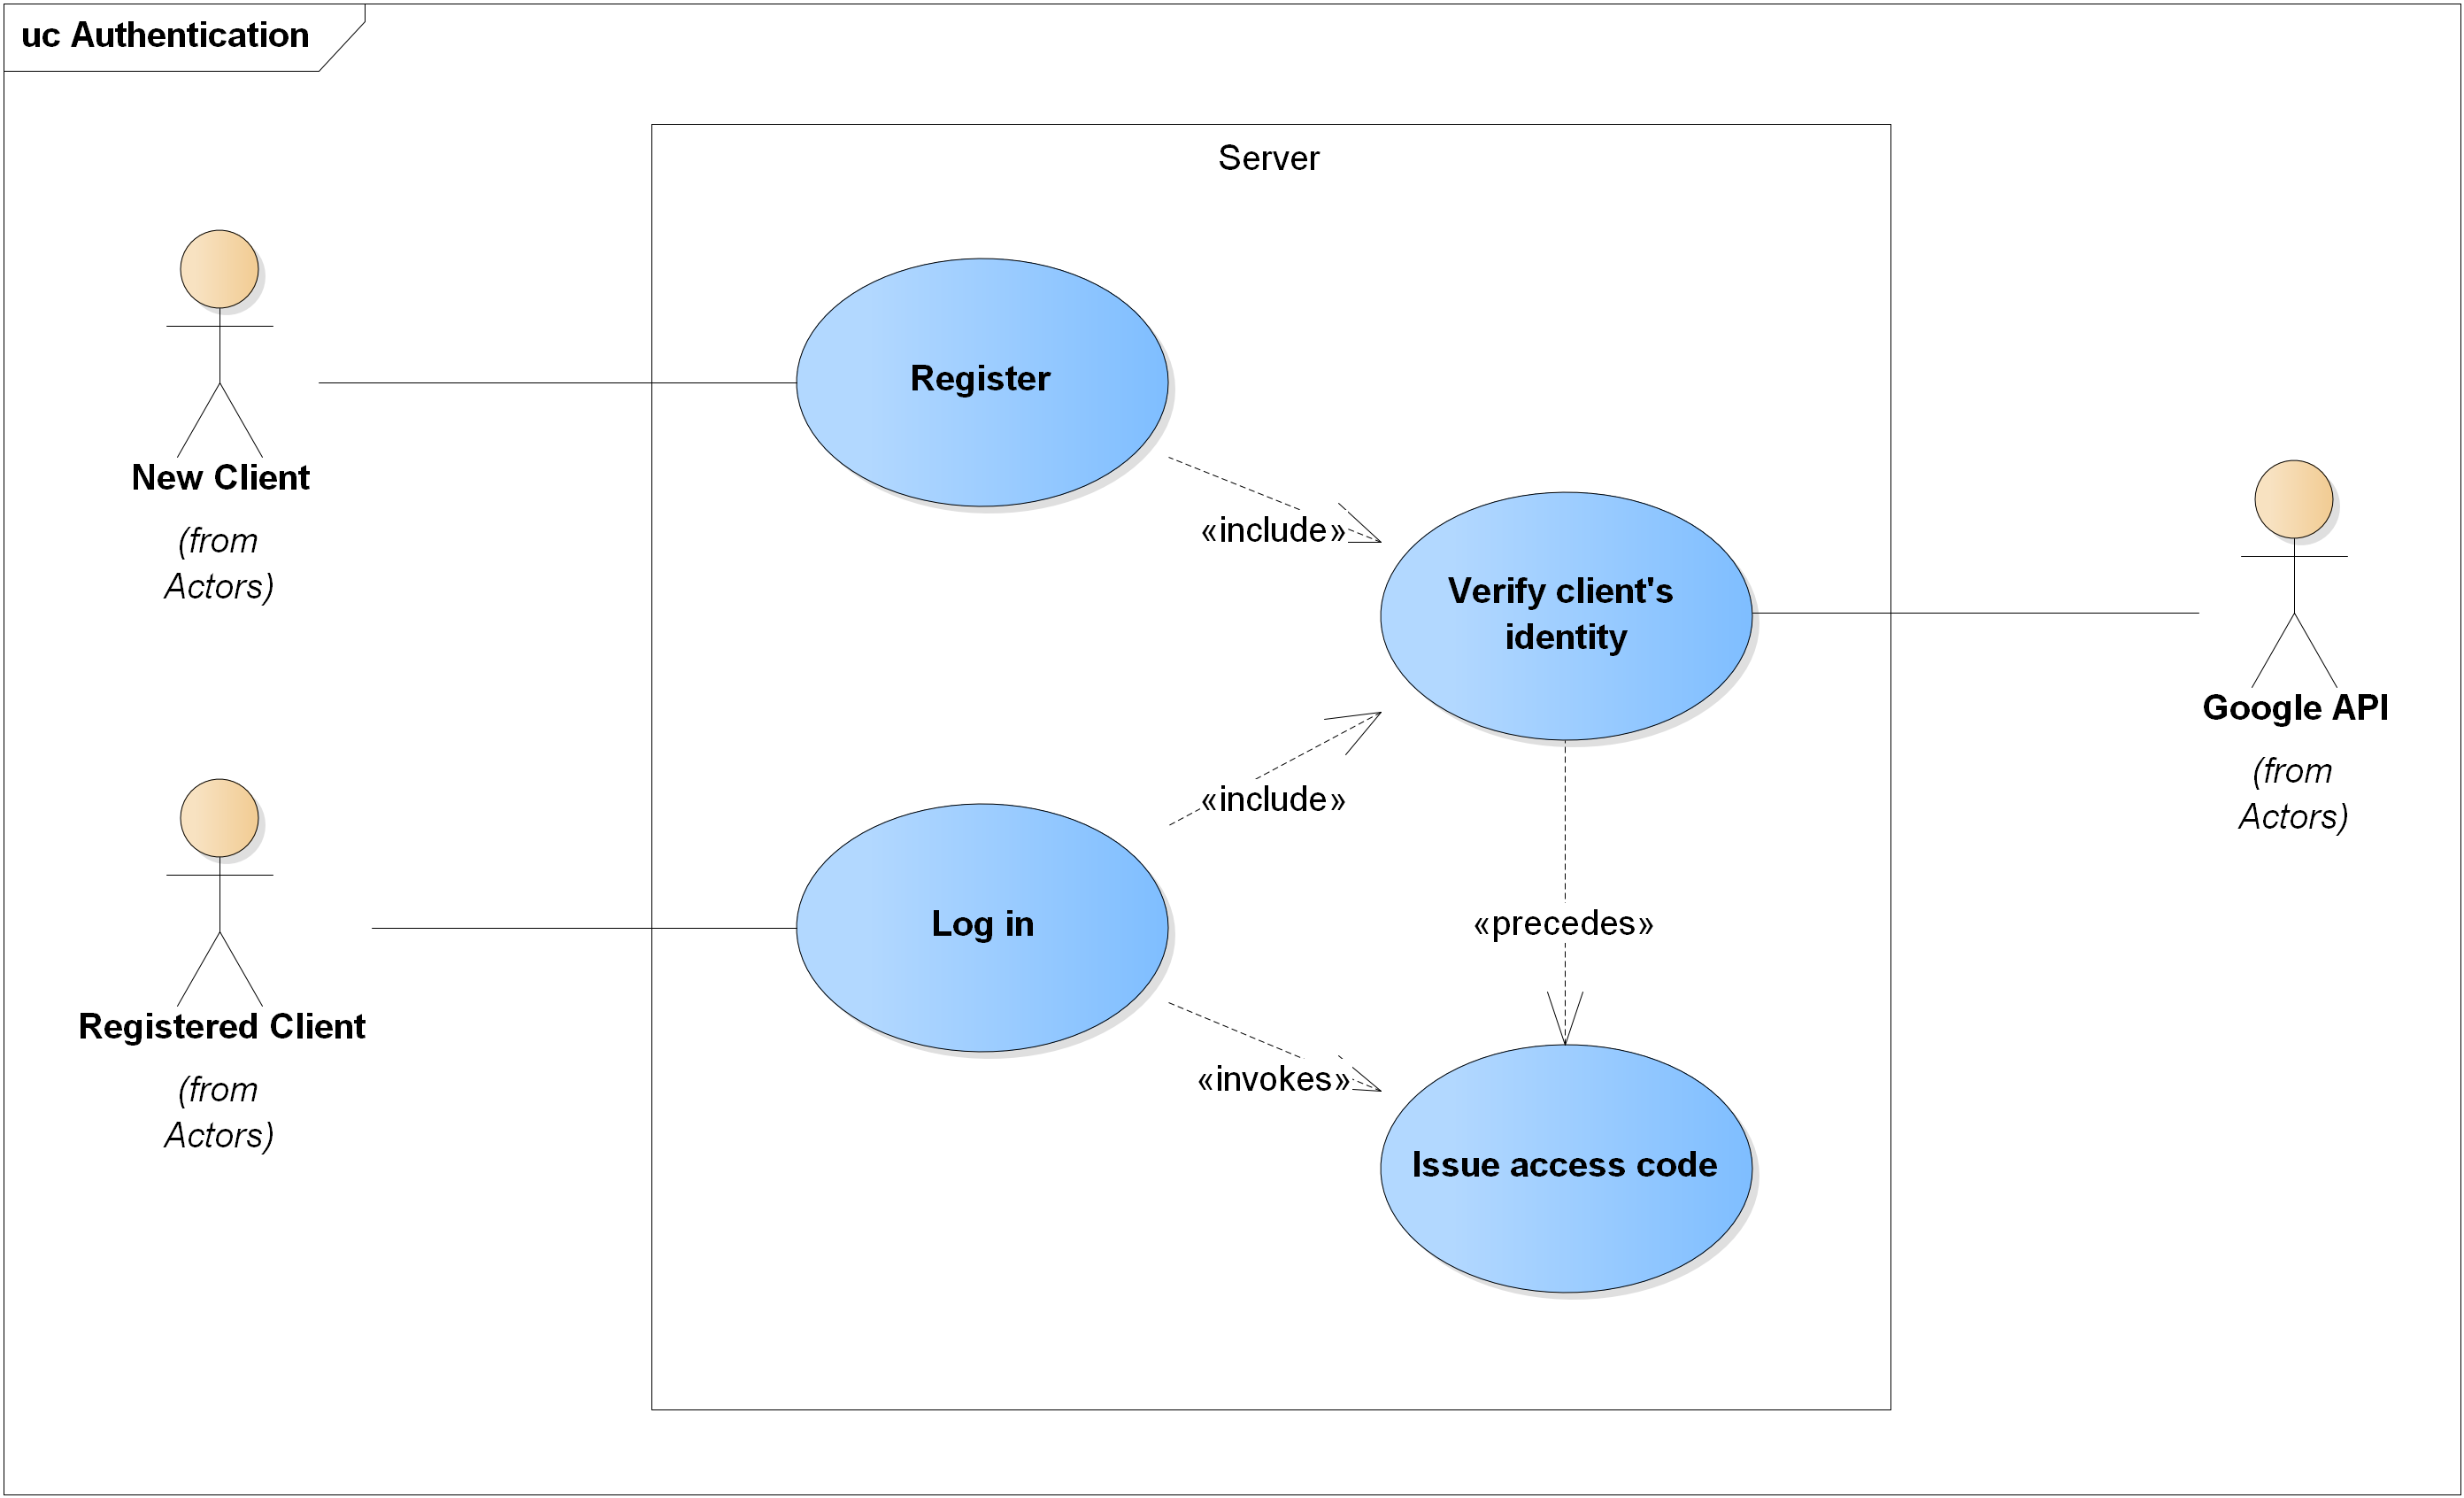 uc Authentication
Server
Register
New Client
(from
Actors)
«include»
Verify client's
identity
Google API
(from
Actors)
«include»
Log in
«precedes»
Registered Client
(from
Actors)
«invokes»
Issue access code